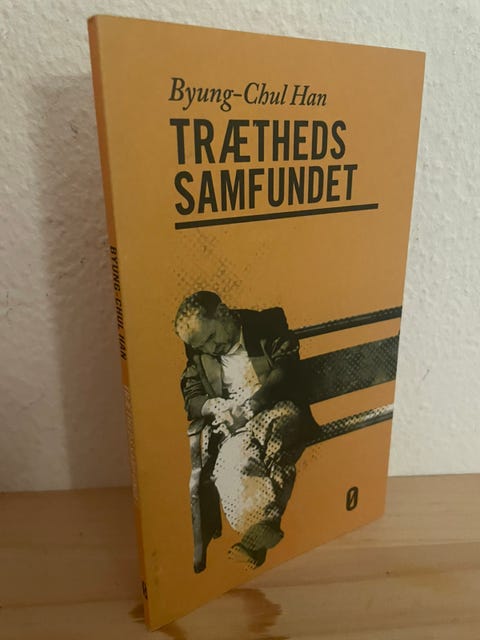 Byung-Chul Han
TRÆTHEDS
SAMFUNDET
Ø
BYUNG-CHUL HAN